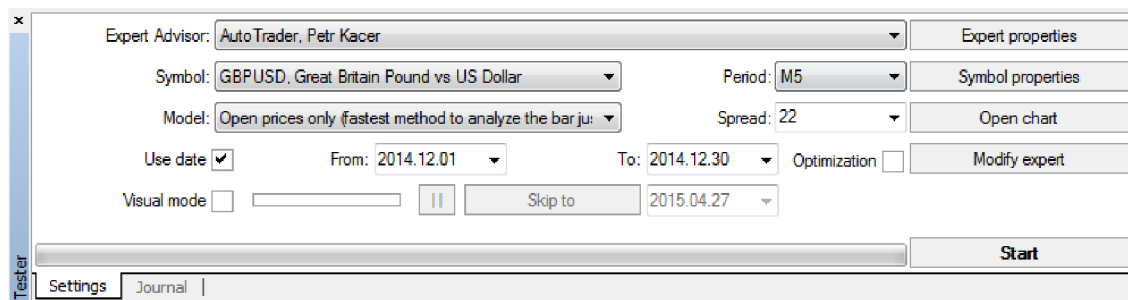 x
Expert Advisor: AutoTrader, Petr Kacer Expert properties
Symbol: GBPUSD, Great Britain Pound vs US Dollar Period: M5 Symbol properties
Model: Open prices only (fastest method to analyze the bar jus Spread: 22 Open chart
Use date From: 2014.12.01 To: 2014.12.30 Optimization Modify expert
Visual mode Skip to 2015.04.27
Start
Tester
Settings Journal